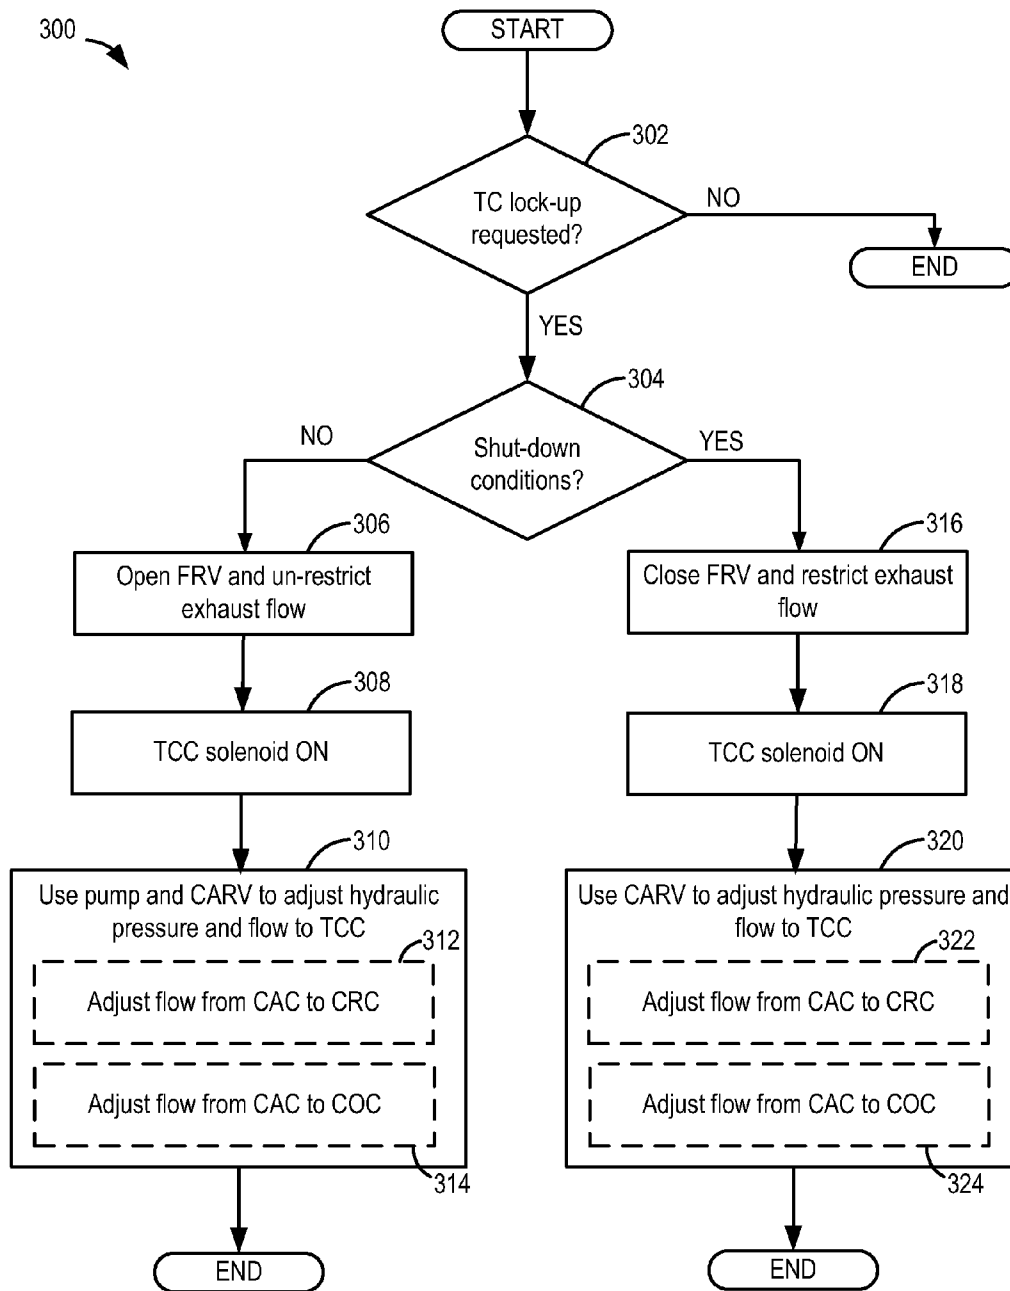 300
START
302
TC lock-up
requested?
NO
END
YES
304
NO
Shut-down
conditions?
YES
306
Open FRV and un-restrict
exhaust flow
316
Close FRV and restrict exhaust
flow
308
TCC solenoid ON
318
TCC solenoid ON
310
Use pump and CARV to adjust hydraulic
pressure and flow to TCC
312
Adjust flow from CAC to CRC
Adjust flow from CAC to COC
314
320
Use CARV to adjust hydraulic pressure and
flow to TCC
322
Adjust flow from CAC to CRC
Adjust flow from CAC to COC
324
END
END